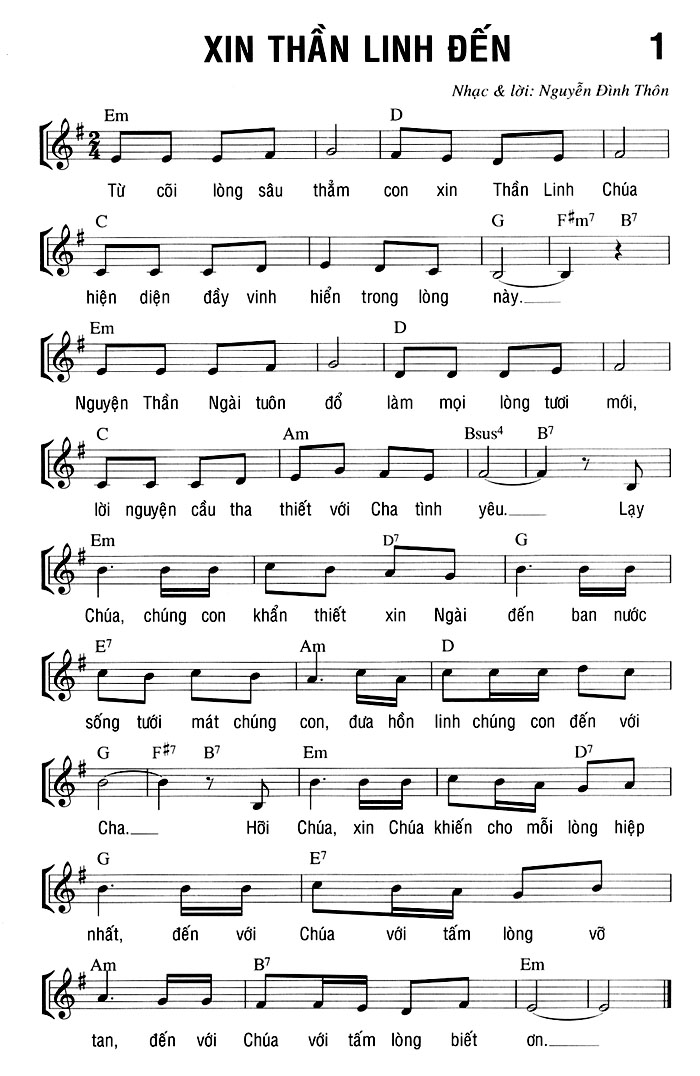 XIN THẦN LINH ĐẾN 1
Nhạc & lời: Nguyễn Đình Thôn
Em D
2
4
Từ cõi lòng sâu thẳm con xin Thần Linh Chúa
C G F#m7 B7
hiện diện đầy vinh hiển trong lòng này.
Em D
Nguyện Thần Ngài tuôn đổ làm mọi lòng tươi mới,
C Am Bsus4 B7
lời nguyện cầu tha thiết với Cha tình yêu. Lạy
Em D7 G
Chúa, chúng con khẩn thiết xin Ngài đến ban nước
E7 Am D
sống tưới mát chúng con, đưa hồn linh chúng con đến với
G F#7 B7 Em D7
Cha. Hỡi Chúa, xin Chúa khiến cho mỗi lòng hiệp
G E7
nhất, đến với Chúa với tấm lòng vỡ
Am B7 Em
tan, đến với Chúa với tấm lòng biết ơn.